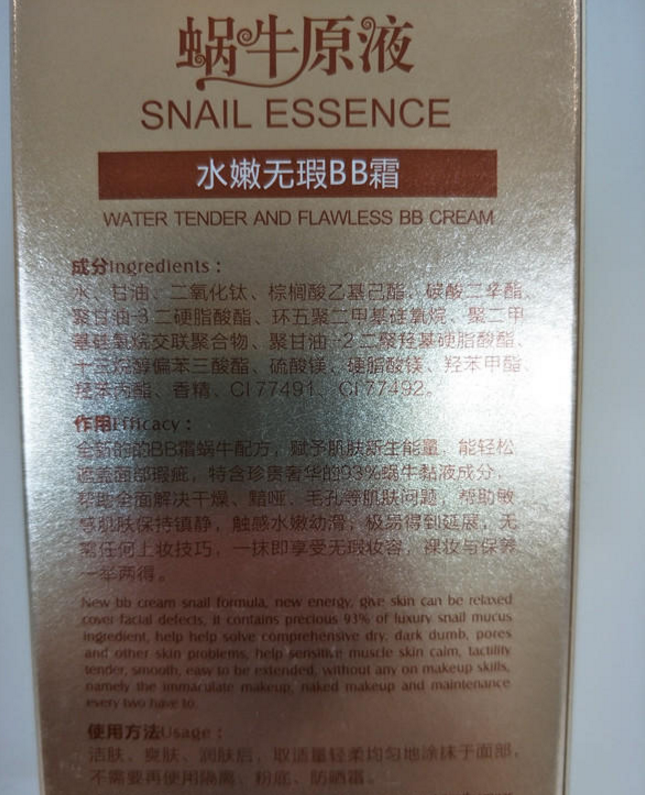 蜗牛原液
SNAIL ESSENCE
水嫩无瑕BB霜
WATER TENDER AND FLAWLESS BB CREAM
成分Ingredients：
水、甘油、二氧化钛、棕榈酸乙基己酯、碳酸二辛酯、
聚甘油-3二硬脂酸酯、环五聚二甲基硅氧烷、聚二甲
基硅氧烷交联聚合物、聚甘油-2二聚羟基硬脂酸酯、
十三烷醇偏苯三酸酯、硫酸镁、硬脂酸镁、羟苯甲酯、
羟苯丙酯、香精、CI 77491、CI 77492。
作用Efficacy：
全新的的BB霜蜗牛配方，赋予肌肤新生能量，能轻松
遮盖面部瑕疵，特含珍贵奢华的93%蜗牛黏液成分，
帮助全面解决干燥、黯哑、毛孔等肌肤问题，帮助敏
感肌肤保持镇静，触感水嫩幼滑；极易得到延展，无
需任何上妆技巧，一抹即享受无瑕妆容，裸妆与保养
一举两得。
New bb cream snail formula, new energy, give skin can be relaxed
cover facial defects, it contains precious 93% of luxury snail mucus
ingredient, help help solve comprehensive dry, dark dumb, pores
and other skin problems, help sensitive muscle skin calm, tactility
tender, smooth, easy to be extended, without any on makeup skills,
namely the immaculate makeup, naked makeup and maintenance
every two have to.
使用方法Usage：
洁肤、爽肤、润肤后，取适量轻柔均匀地涂抹于面部，
不需要再使用隔离、粉底、防晒霜。